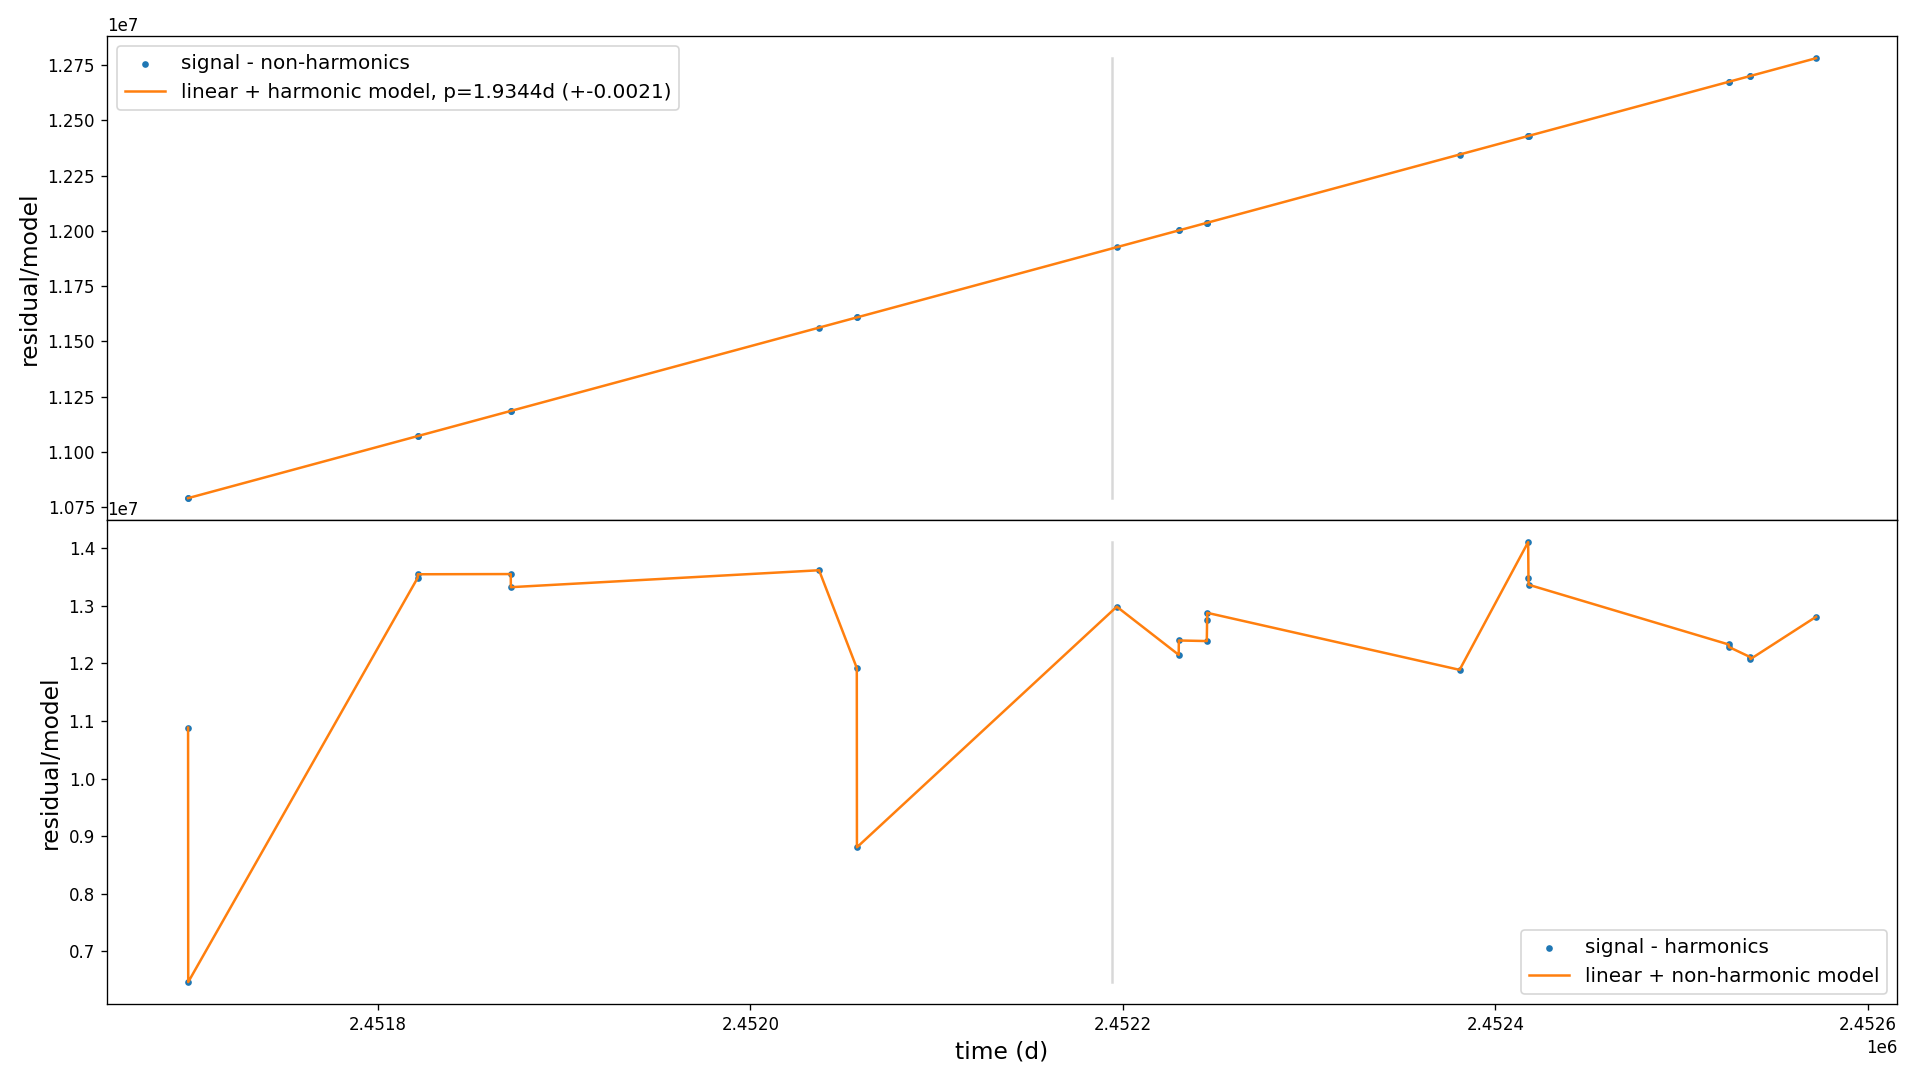 1e7
signal - non-harmonics
linear + harmonic model, p=1.9344d (+-0.0021)
1.275
1.250
1.225
1.200
1.175
1.150
1.125
1.100
1.075
residual/model
1e7
1.4
1.3
1.2
1.1
1.0
0.9
0.8
0.7
residual/model
signal - harmonics
linear + non-harmonic model
2.4518
2.4520
2.4522
2.4524
2.4526
time (d)
1e6